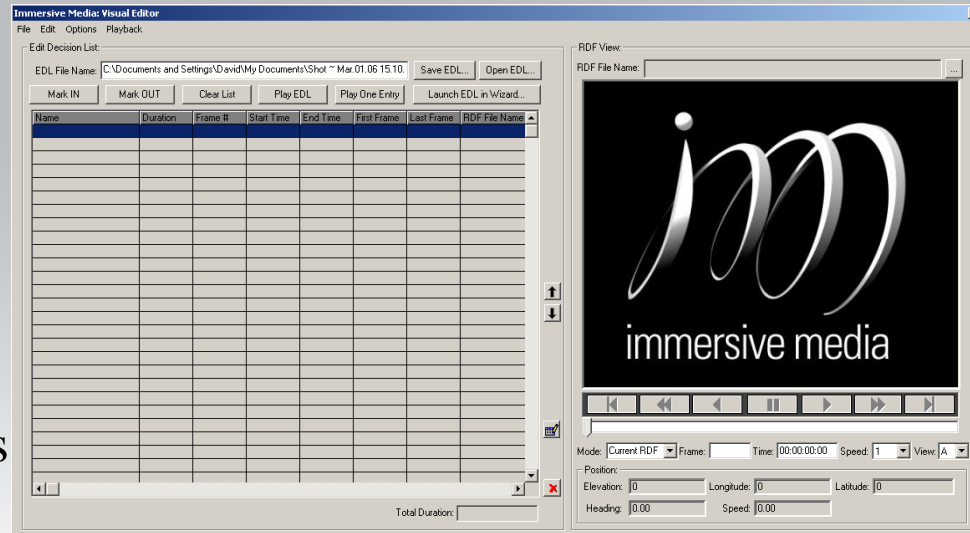 Immersive Media: Visual Editor
File Edit Options Playback
Edit Decision List:
EDL File Name: C:\Documents and Settings\David\My Documents\Shot ~ Mar.01.06 15.10. Save EDL... Open EDL...
Mark IN Mark OUT Clear List Play EDL Play One Entry Launch EDL in Wizard...
Name Duration Frame # Start Time End Time First Frame Last Frame RDF File Name
Total Duration:
RDF View:
RDF File Name: ...
im
immersive media
Mode: Current RDF Frame: Time: 00:00:00:00 Speed: 1 View: A
Position:
Elevation: 0 Longitude: 0 Latitude: 0
Heading: 0.00 Speed: 0.00
s